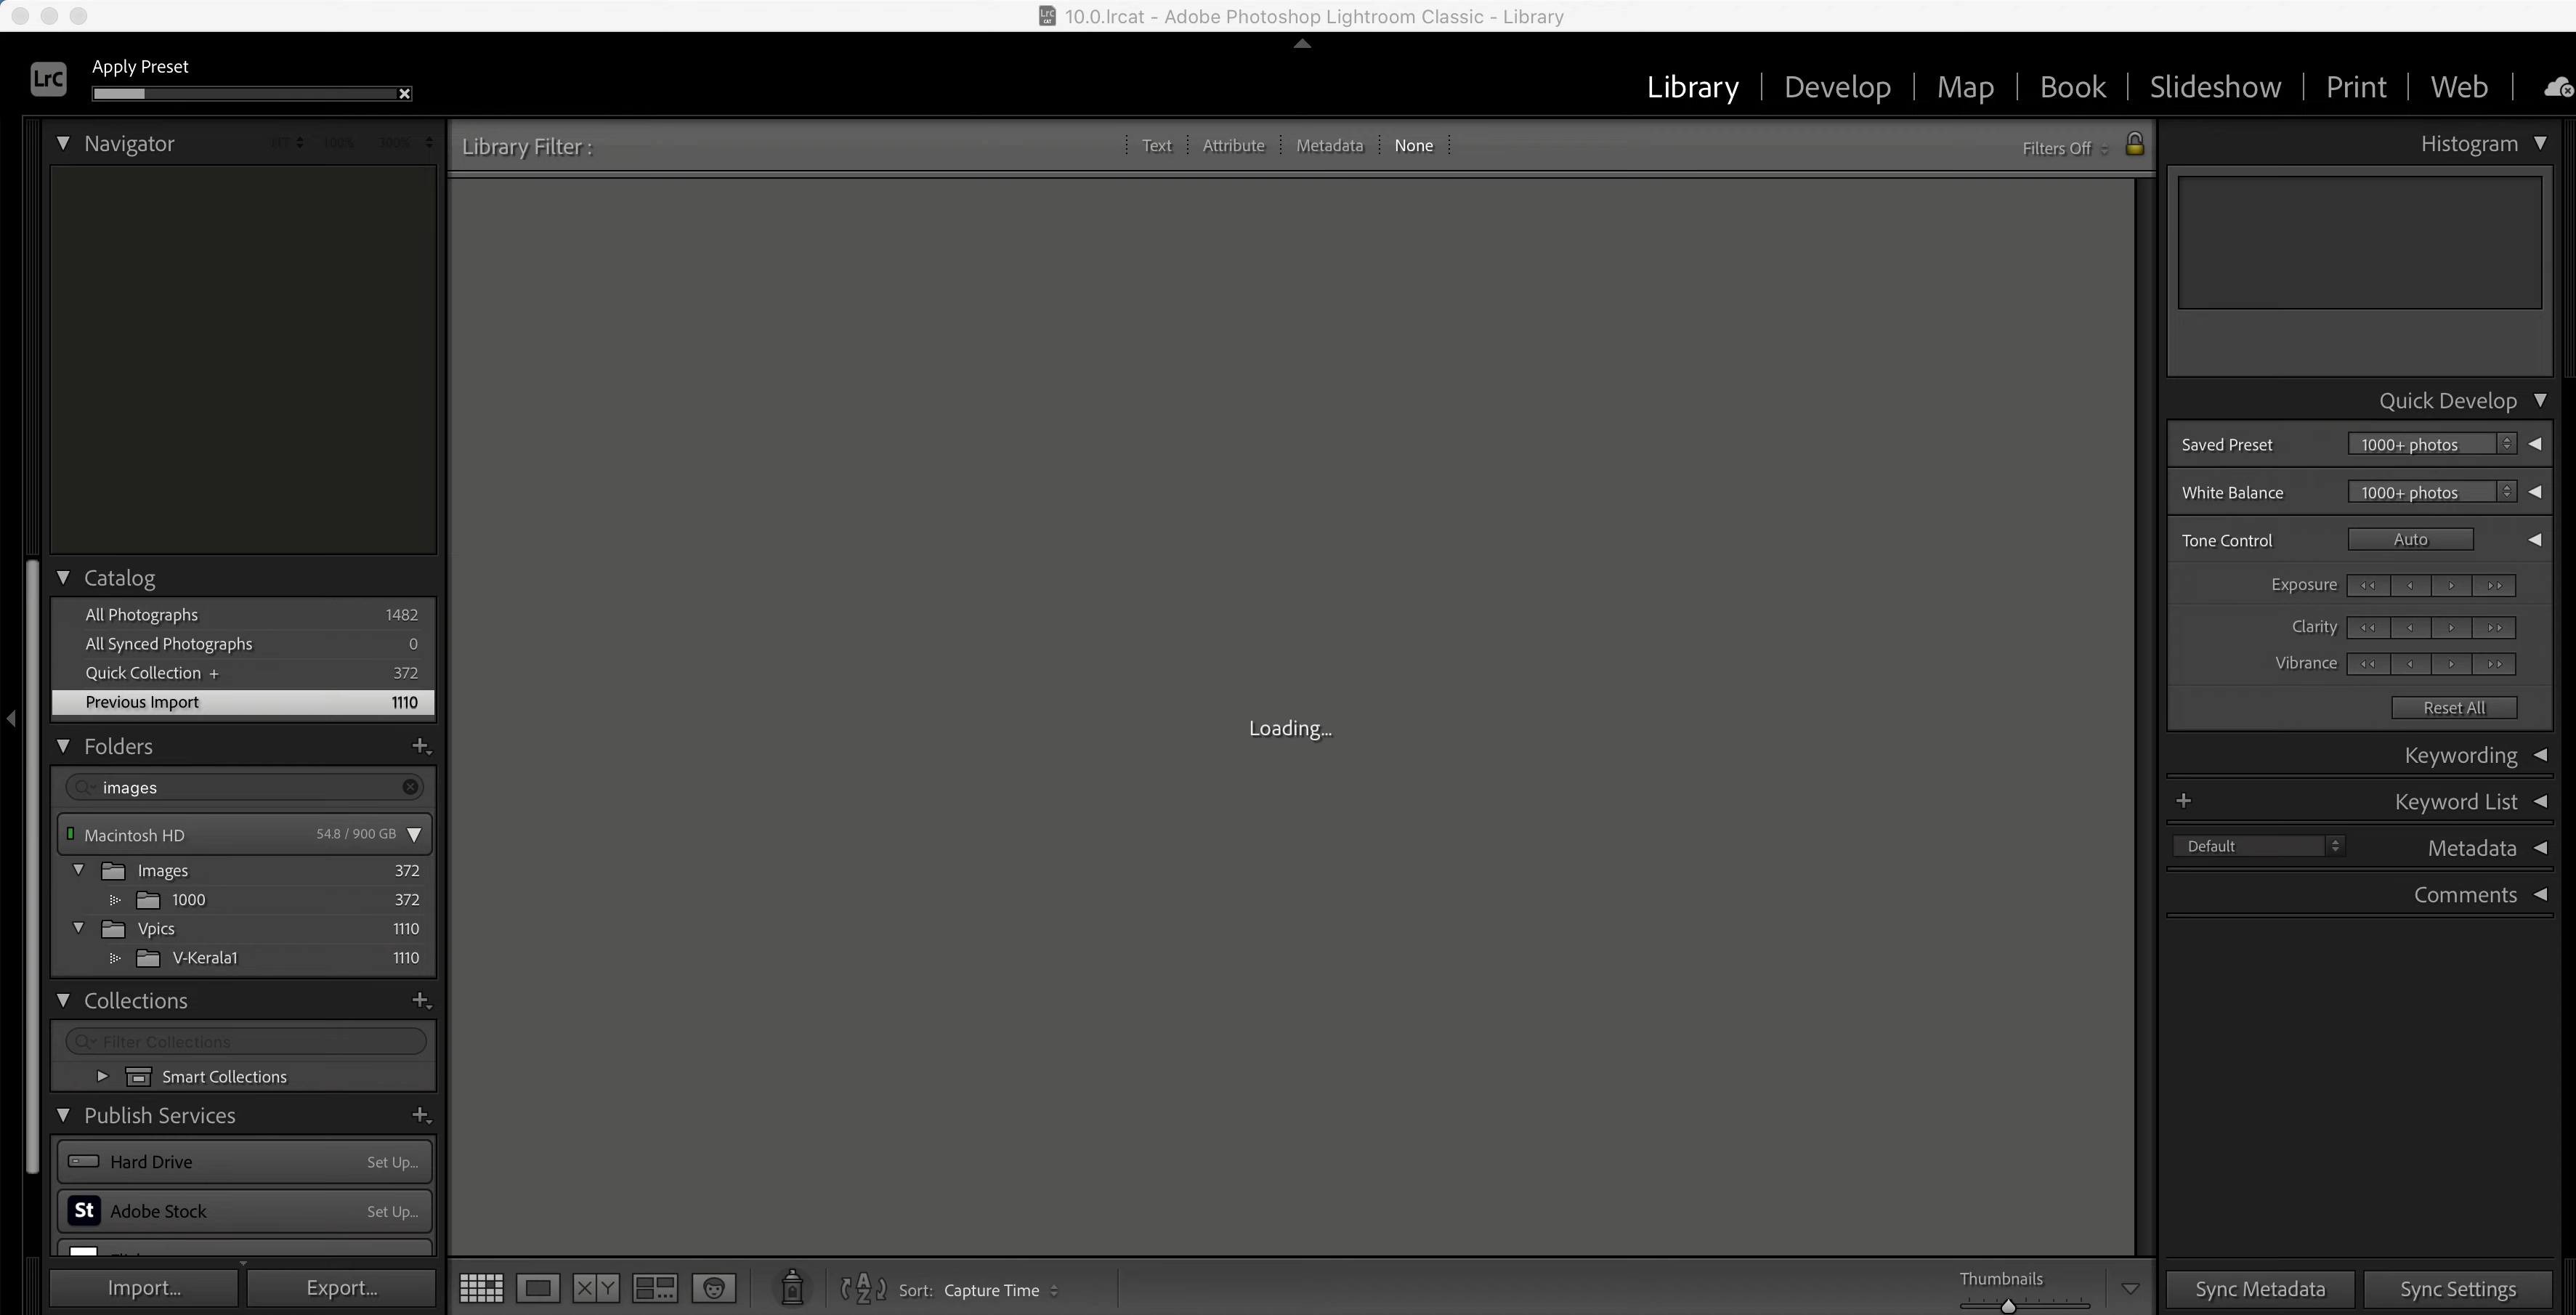 10.0.lrcat - Adobe Photoshop Lightroom Classic - Library
LrC
Apply Preset
Library | Develop | Map | Book | Slideshow | Print | Web
Navigator
FIT 100% 300%
Library Filter :
Text Attribute Metadata None
Filters Off
Histogram
Quick Develop
Saved Preset 1000+ photos
White Balance 1000+ photos
Tone Control Auto
Exposure
Clarity
Vibrance
Reset All
Keywording
Keyword List
Default Metadata
Comments
Loading...
Catalog
All Photographs 1482
All Synced Photographs 0
Quick Collection + 372
Previous Import 1110
Folders
images
Macintosh HD 54.8 / 900 GB
Images 372
1000 372
Vpics 1110
V-Kerala1 1110
Collections
Filter Collections
Smart Collections
Publish Services
Hard Drive Set Up...
St Adobe Stock Set Up...
Import... Export...
XY
Sort: Capture Time
Thumbnails
Sync Metadata Sync Settings